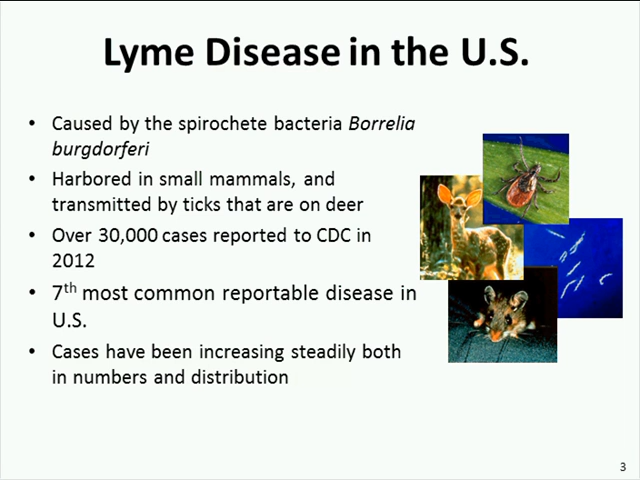 Lyme Disease in the U.S.
• Caused by the spirochete bacteria Borrelia
burgdorferi
• Harbored in small mammals, and
transmitted by ticks that are on deer
• Over 30,000 cases reported to CDC in
2012
• 7th most common reportable disease in
U.S.
• Cases have been increasing steadily both
in numbers and distribution
3